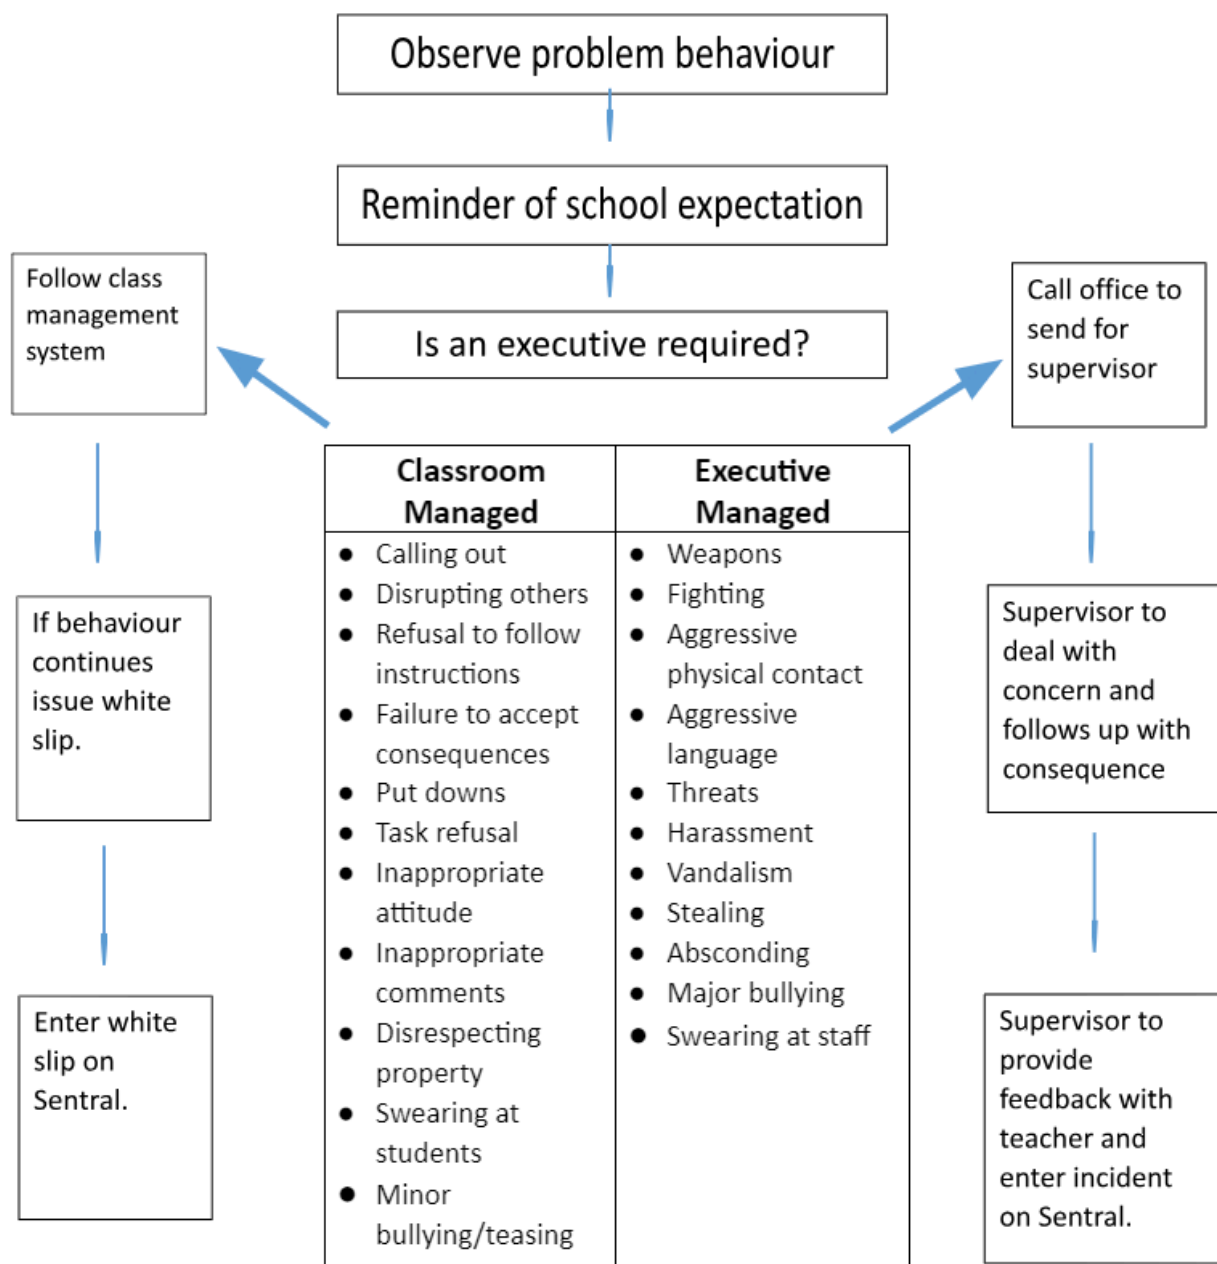 Observe problem behaviour
Reminder of school expectation
Is an executive required?
Follow class
management
system
If behaviour
continues
issue white
slip.
Enter white
slip on
Sentral.
Classroom
Managed
● Calling out
● Disrupting others
● Refusal to follow
instructions
● Failure to accept
consequences
● Put downs
● Task refusal
● Inappropriate
attitude
● Inappropriate
comments
● Disrespecting
property
● Swearing at
students
● Minor
bullying/teasing
Executive
Managed
● Weapons
● Fighting
● Aggressive
physical contact
● Aggressive
language
● Threats
● Harassment
● Vandalism
● Stealing
● Absconding
● Major bullying
● Swearing at staff
Call office to
send for
supervisor
Supervisor to
deal with
concern and
follows up with
consequence
Supervisor to
provide
feedback with
teacher and
enter incident
on Sentral.